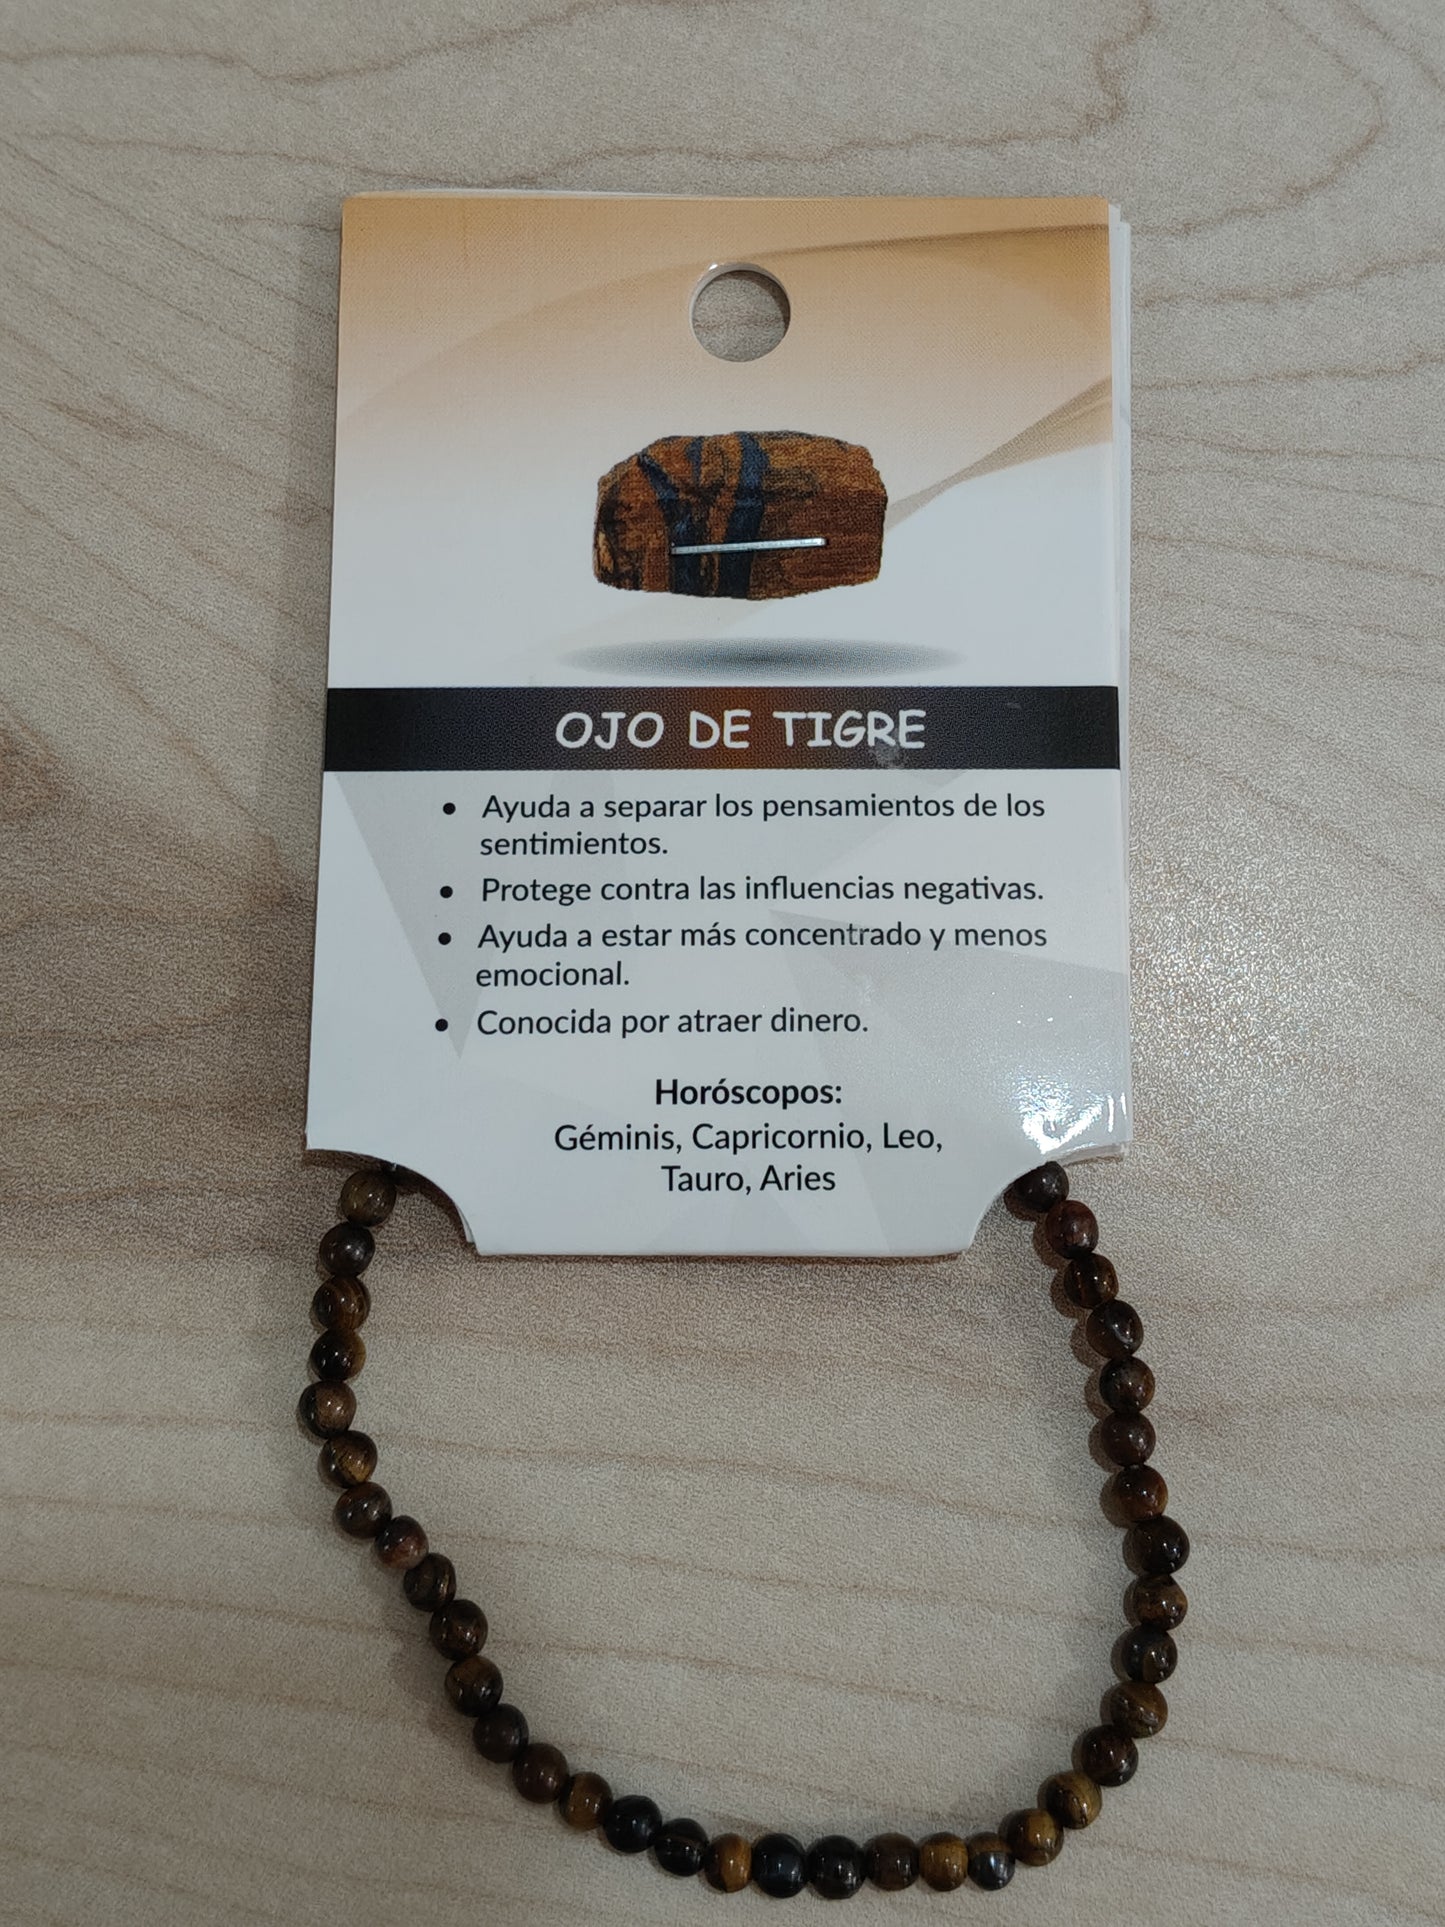 OJO DE TIGRE
• Ayuda a separar los pensamientos de los
sentimientos.
• Protege contra las influencias negativas.
• Ayuda a estar más concentrado y menos
emocional.
• Conocida por atraer dinero.
Horóscopos:
Géminis, Capricornio, Leo,
Tauro, Aries